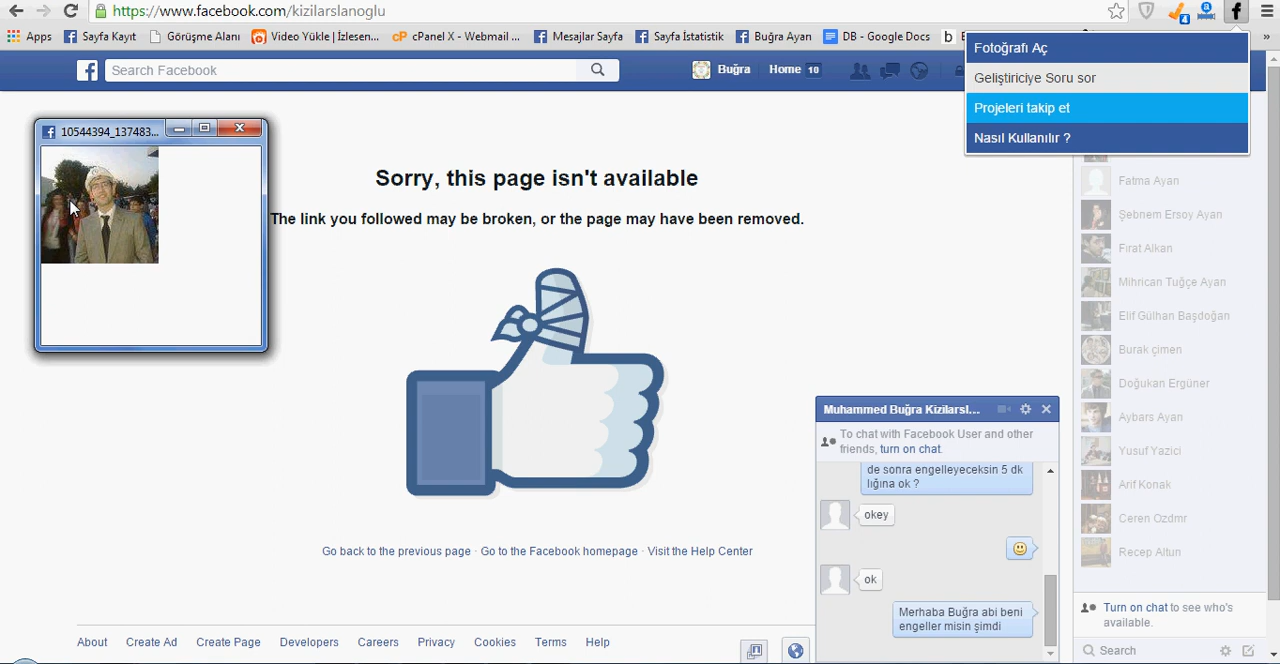 https://www.facebook.com/kizilarslanoglu
Apps
Sayfa Kayıt
Görüşme Alanı
Video Yükle | İzlesen...
cPanel X - Webmail ...
Mesajlar Sayfa
Sayfa İstatistik
Buğra Ayan
DB - Google Docs
Search Facebook
Buğra
Home 10
Fotoğrafı Aç
Geliştiriciye Soru sor
Projeleri takip et
Nasıl Kullanılır ?
10544394_137483...
Sorry, this page isn't available
The link you followed may be broken, or the page may have been removed.
Go back to the previous page · Go to the Facebook homepage · Visit the Help Center
Fatma Ayan
Şebnem Ersoy Ayan
Fırat Alkan
Mihrican Tuğçe Ayan
Elif Gülhan Başdoğan
Burak çimen
Doğukan Ergüner
Aybars Ayan
Yusuf Yazici
Arif Konak
Ceren Ozdmr
Recep Altun
Turn on chat to see who's
available.
Search
Muhammed Buğra Kizilarsl...
To chat with Facebook User and other
friends, turn on chat.
de sonra engelleyeceksin 5 dk
lığına ok ?
okey
ok
Merhaba Buğra abi beni
engeller misin şimdi
About
Create Ad
Create Page
Developers
Careers
Privacy
Cookies
Terms
Help